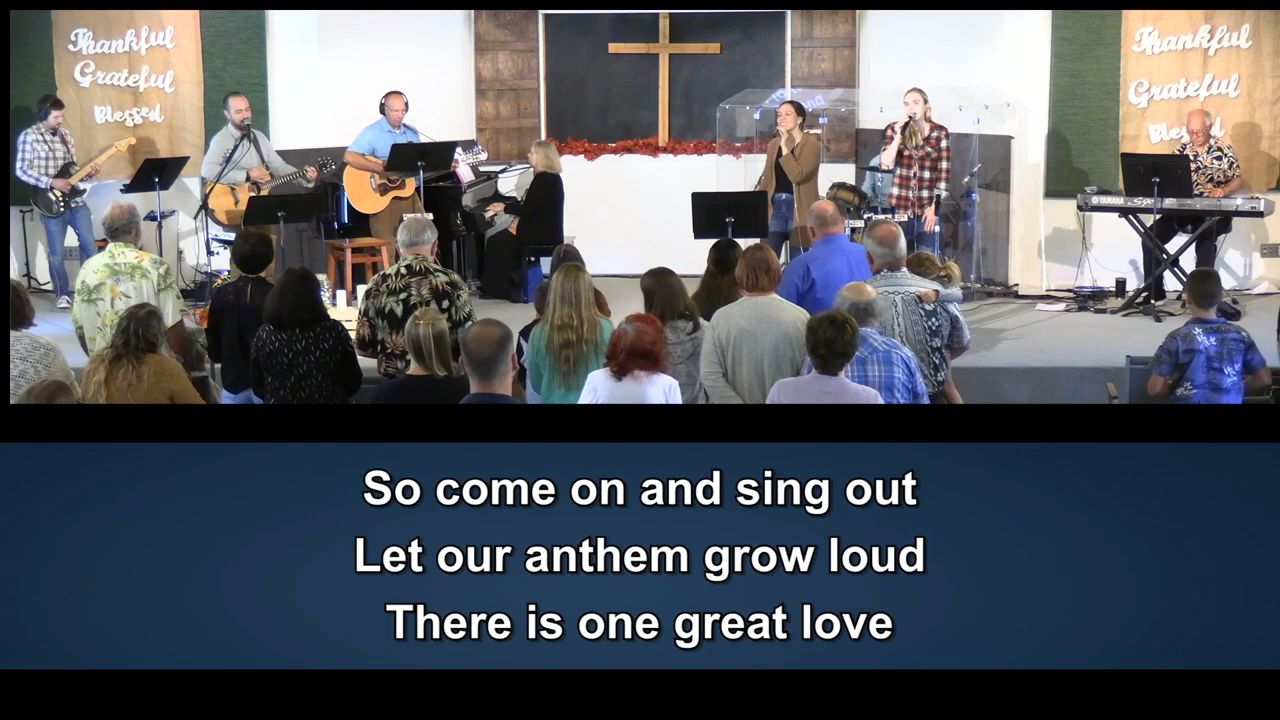 Thankful
Grateful
Blessed
Thankful
Grateful
Blessed
YAMAHA
So come on and sing out
Let our anthem grow loud
There is one great love